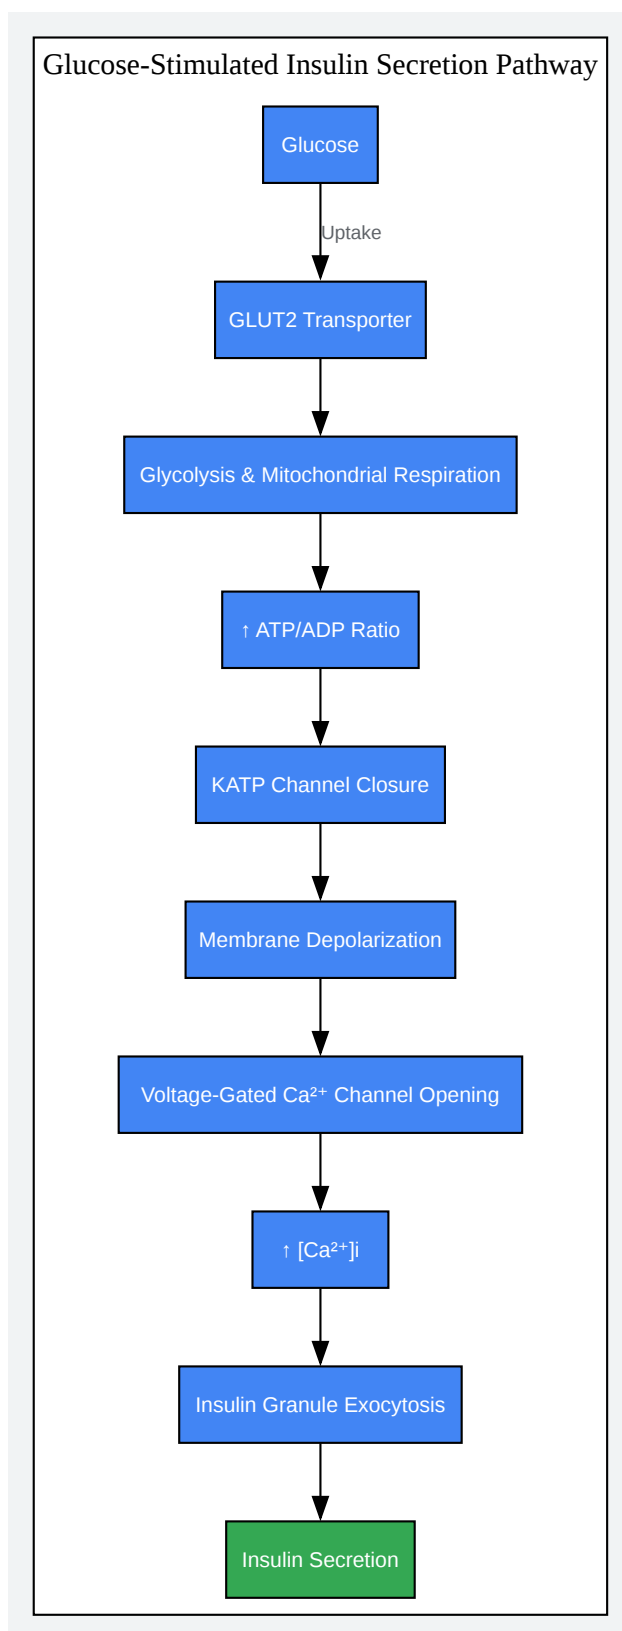 Glucose-Stimulated Insulin Secretion Pathway
Glucose
Uptake
GLUT2 Transporter
Glycolysis & Mitochondrial Respiration
↑ ATP/ADP Ratio
KATP Channel Closure
Membrane Depolarization
Voltage-Gated Ca²⁺ Channel Opening
↑ [Ca²⁺]i
Insulin Granule Exocytosis
Insulin Secretion